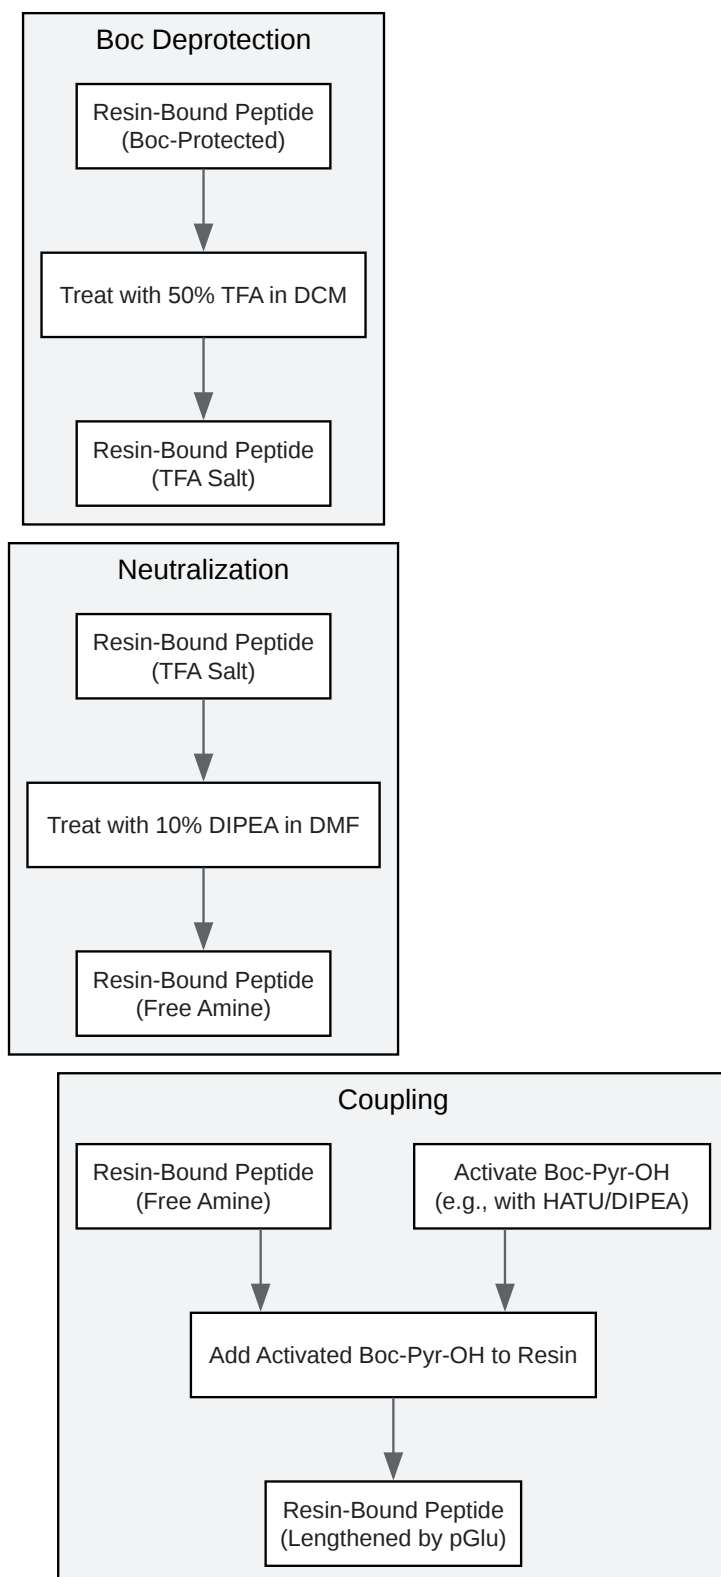 Boc Deprotection
Resin-Bound Peptide
(Boc-Protected)
Treat with 50% TFA in DCM
Resin-Bound Peptide
(TFA Salt)
Neutralization
Resin-Bound Peptide
(TFA Salt)
Treat with 10% DIPEA in DMF
Resin-Bound Peptide
(Free Amine)
Coupling
Resin-Bound Peptide
(Free Amine)
Activate Boc-Pyr-OH
(e.g., with HATU/DIPEA)
Add Activated Boc-Pyr-OH to Resin
Resin-Bound Peptide
(Lengthened by pGlu)